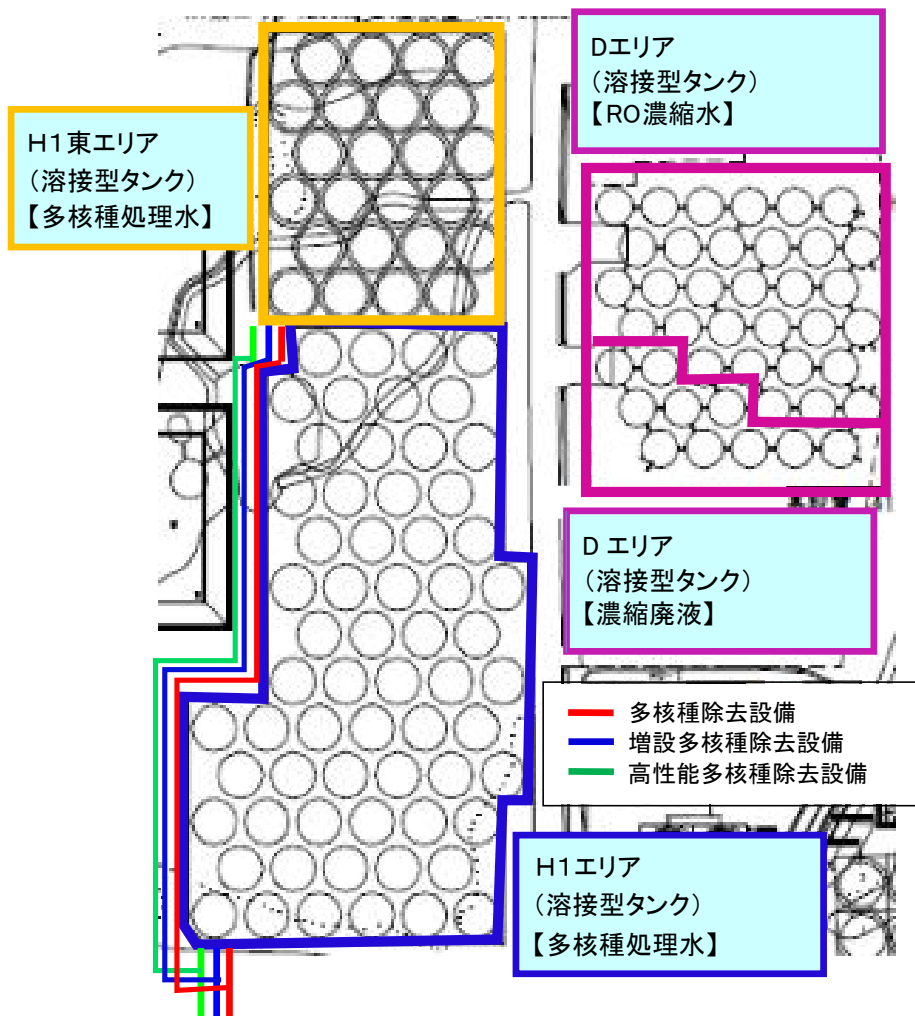 Dエリア
（溶接型タンク）
【RO濃縮水】
H1東エリア
（溶接型タンク）
【多核種処理水】
D エリア
（溶接型タンク）
【濃縮廃液】
多核種除去設備
増設多核種除去設備
高性能多核種除去設備
H1エリア
（溶接型タンク）
【多核種処理水】